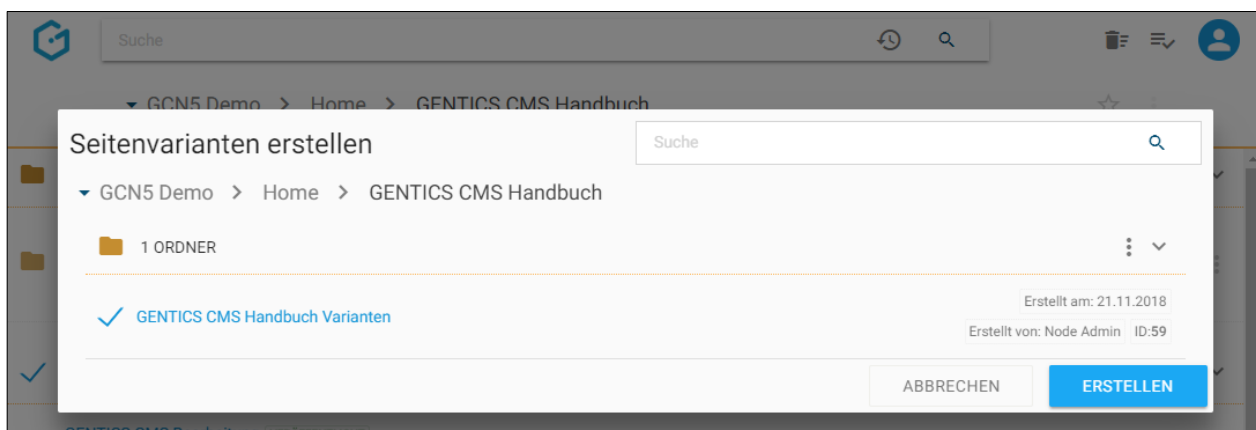 Suche
GCN5 Demo > Home > GENTICS CMS Handbuch
Seitenvarianten erstellen
Suche
GCN5 Demo > Home > GENTICS CMS Handbuch
1 ORDNER
GENTICS CMS Handbuch Varianten
Erstellt am: 21.11.2018
Erstellt von: Node Admin ID:59
ABBRECHEN ERSTELLEN